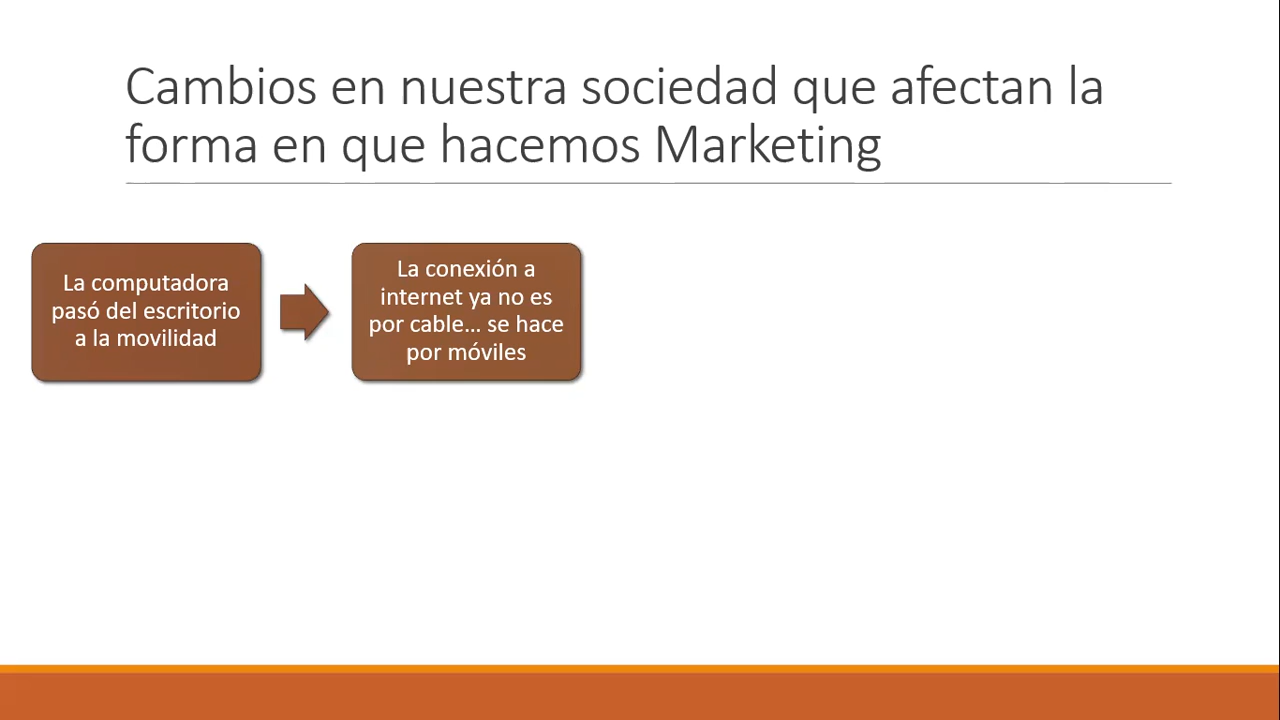 Cambios en nuestra sociedad que afectan la
forma en que hacemos Marketing
La computadora
pasó del escritorio
a la movilidad
La conexión a
internet ya no es
por cable... se hace
por móviles